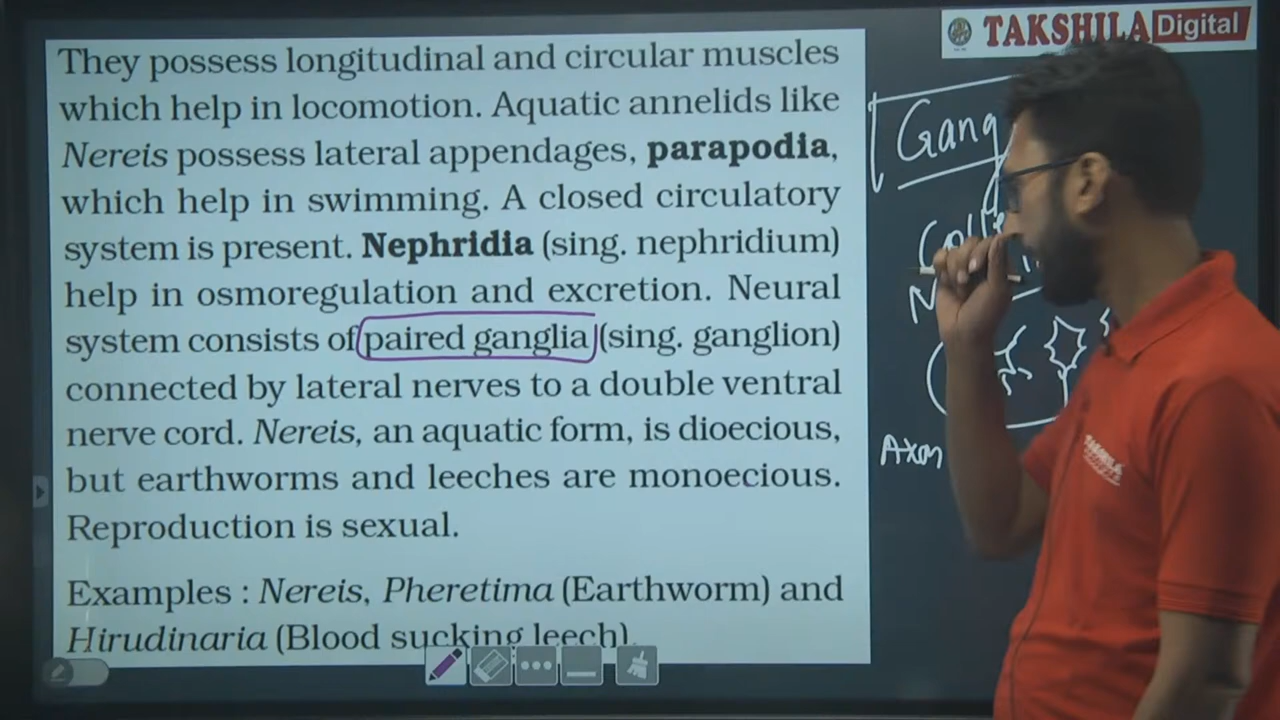 TAKSHILA Digital
They possess longitudinal and circular muscles
which help in locomotion. Aquatic annelids like
Nereis possess lateral appendages, parapodia,
which help in swimming. A closed circulatory
system is present. Nephridia (sing. nephridium)
help in osmoregulation and excretion. Neural
system consists of paired ganglia (sing. ganglion)
connected by lateral nerves to a double ventral
nerve cord. Nereis, an aquatic form, is dioecious,
but earthworms and leeches are monoecious.
Reproduction is sexual.
Examples : Nereis, Pheretima (Earthworm) and
Hirudinaria (Blood sucking leech)
Gang
Axon
TAKSHILA